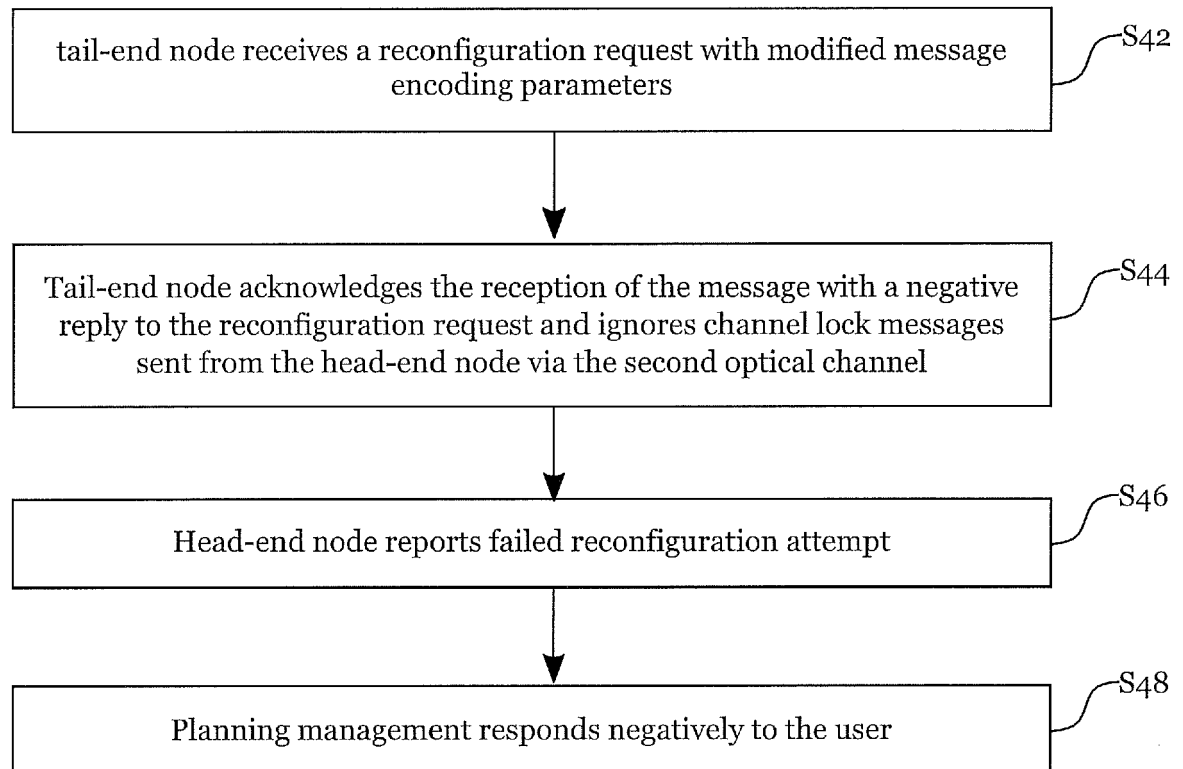 tail-end node receives a reconfiguration request with modified message
encoding parameters
S42
Tail-end node acknowledges the reception of the message with a negative
reply to the reconfiguration request and ignores channel lock messages
sent from the head-end node via the second optical channel
S44
Head-end node reports failed reconfiguration attempt
S46
Planning management responds negatively to the user
S48